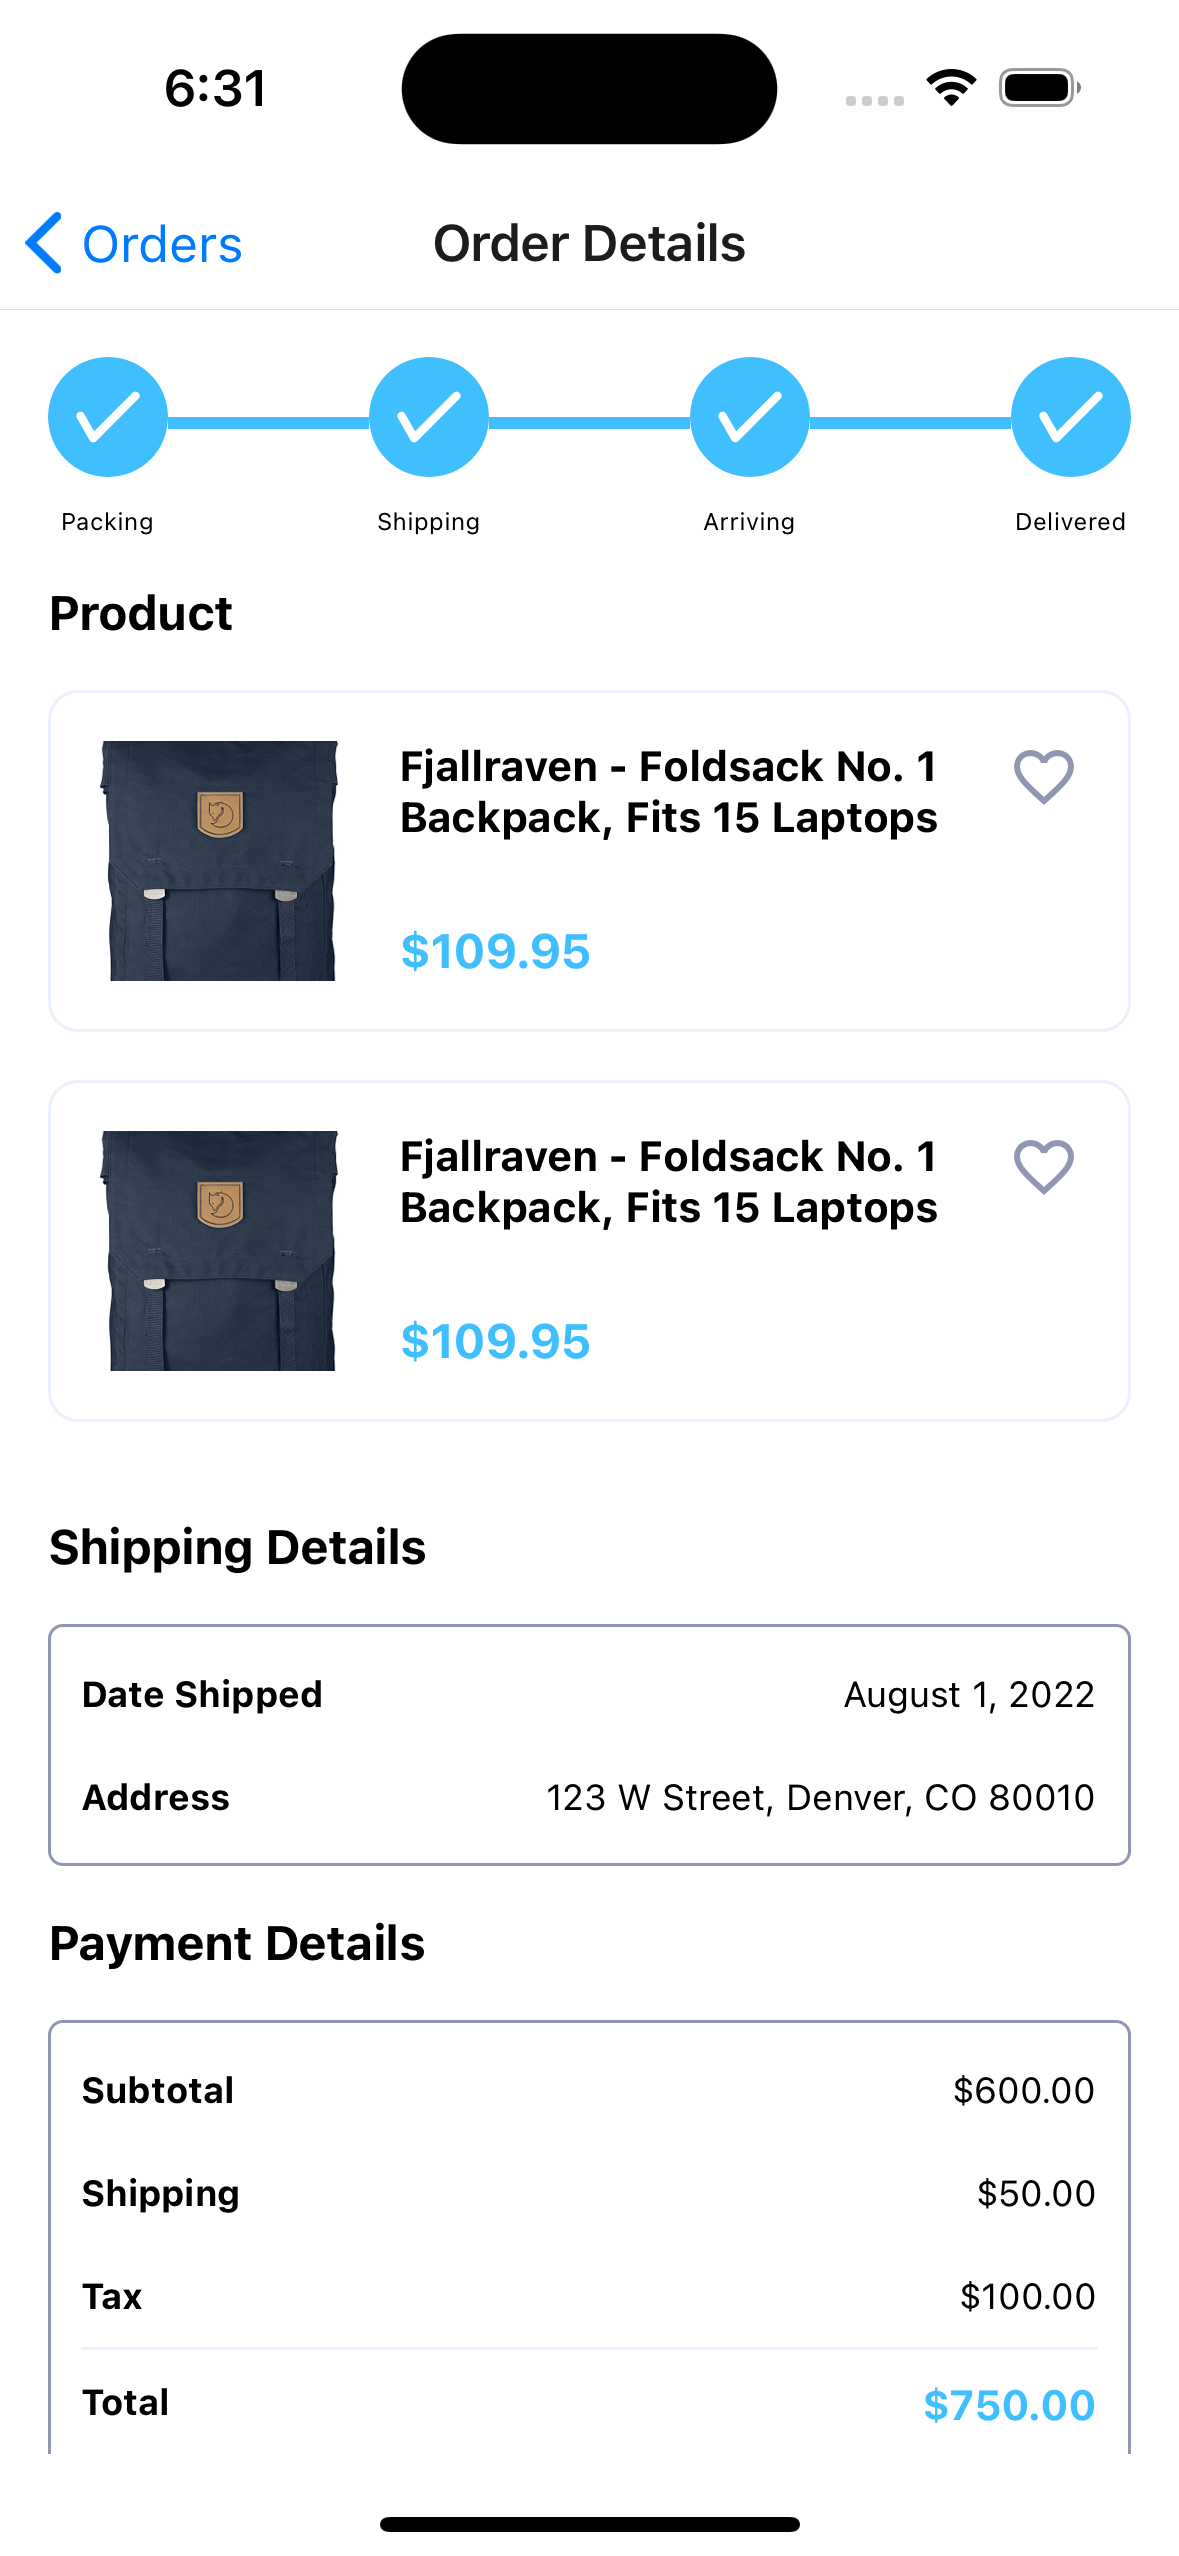 6:31
Orders
Order Details
Packing
Shipping
Arriving
Delivered
Product
Fjallraven - Foldsack No. 1
Backpack, Fits 15 Laptops
$109.95
Fjallraven - Foldsack No. 1
Backpack, Fits 15 Laptops
$109.95
Shipping Details
Date Shipped August 1, 2022
Address 123 W Street, Denver, CO 80010
Payment Details
Subtotal $600.00
Shipping $50.00
Tax $100.00
Total $750.00